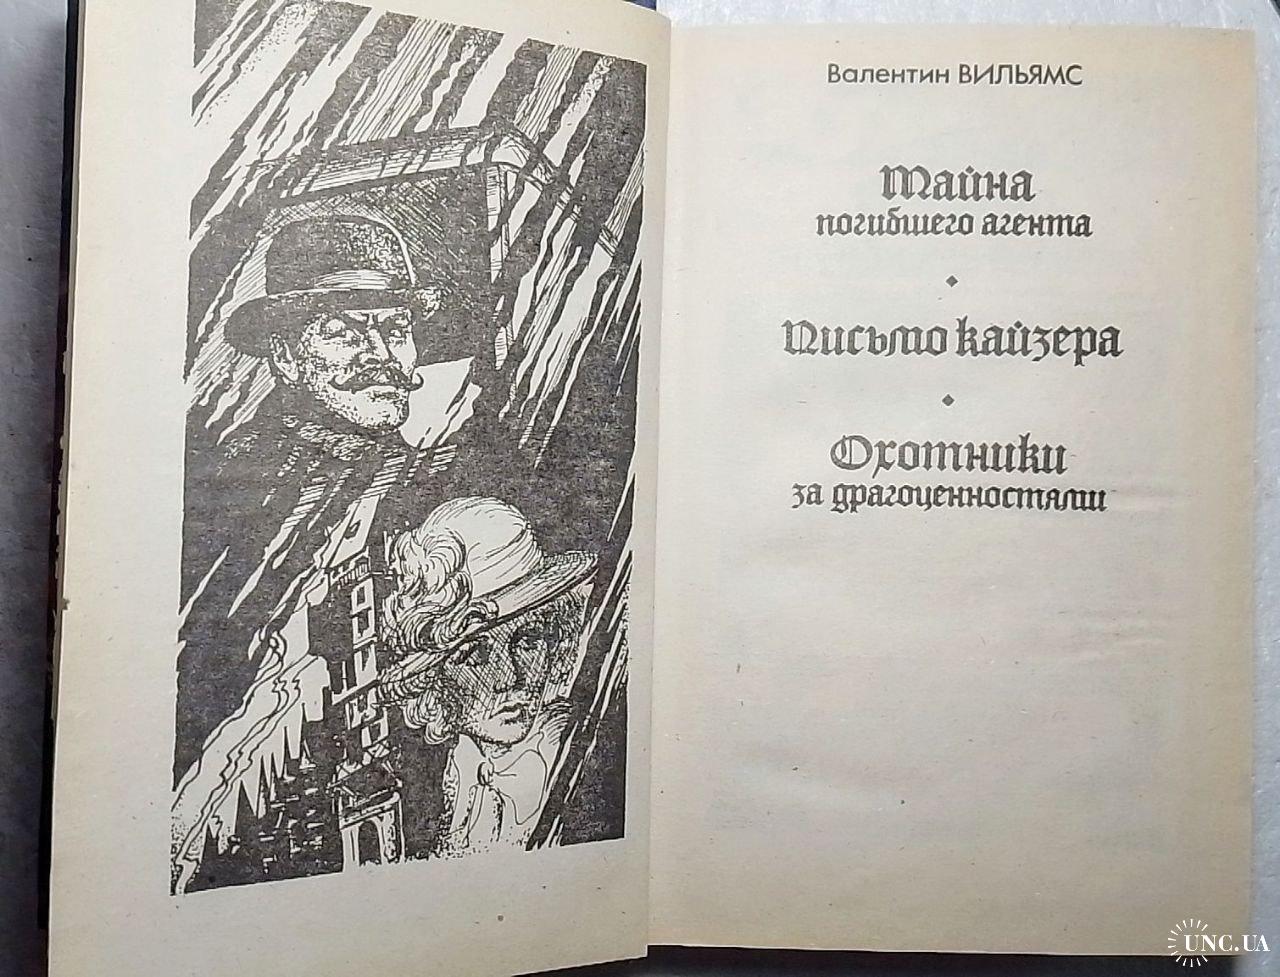 Валентин ВИЛЬЯМС
Тайна
погибшего агента
Письмо кайзера
Охотники
за драгоценностями
UNC.UA